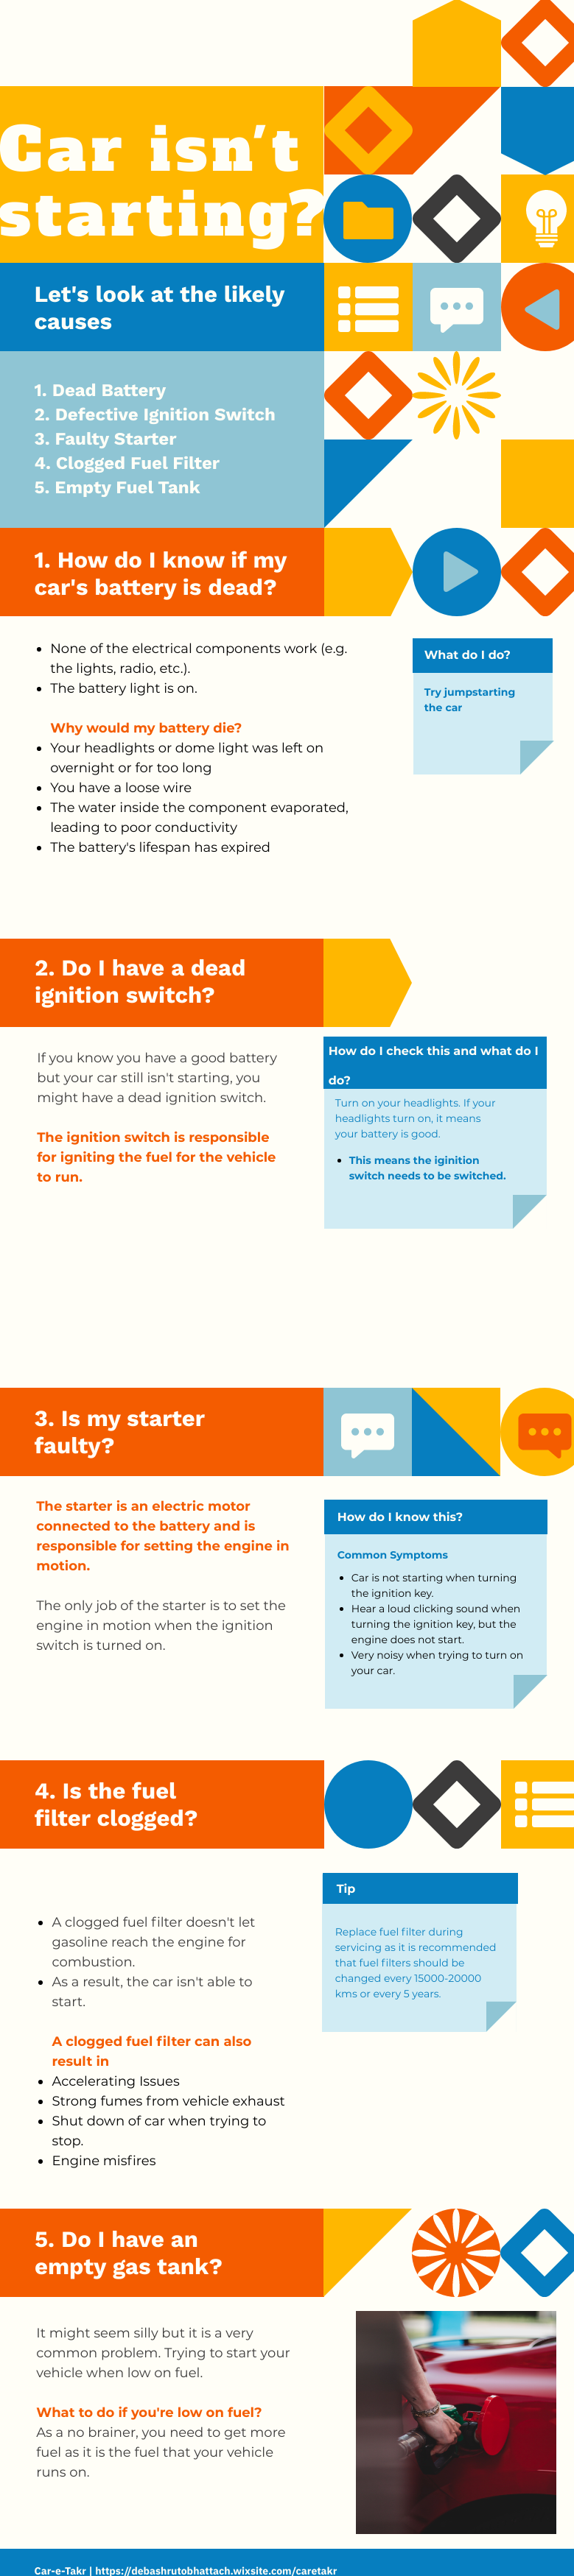 Car isn't
starting?
Let's look at the likely
causes
1. Dead Battery
2. Defective Ignition Switch
3. Faulty Starter
4. Clogged Fuel Filter
5. Empty Fuel Tank
1. How do I know if my
car's battery is dead?
• None of the electrical components work (e.g.
the lights, radio, etc.).
• The battery light is on.
Why would my battery die?
• Your headlights or dome light was left on
overnight or for too long
• You have a loose wire
• The water inside the component evaporated,
leading to poor conductivity
• The battery's lifespan has expired
What do I do?
Try jumpstarting
the car
2. Do I have a dead
ignition switch?
If you know you have a good battery
but your car still isn't starting, you
might have a dead ignition switch.
The ignition switch is responsible
for igniting the fuel for the vehicle
to run.
How do I check this and what do I
do?
Turn on your headlights. If your
headlights turn on, it means
your battery is good.
• This means the iginition
switch needs to be switched.
3. Is my starter
faulty?
The starter is an electric motor
connected to the battery and is
responsible for setting the engine in
motion.
The only job of the starter is to set the
engine in motion when the ignition
switch is turned on.
How do I know this?
Common Symptoms
• Car is not starting when turning
the ignition key.
• Hear a loud clicking sound when
turning the ignition key, but the
engine does not start.
• Very noisy when trying to turn on
your car.
4. Is the fuel
filter clogged?
• A clogged fuel filter doesn't let
gasoline reach the engine for
combustion.
• As a result, the car isn't able to
start.
A clogged fuel filter can also
result in
• Accelerating Issues
• Strong fumes from vehicle exhaust
• Shut down of car when trying to
stop.
• Engine misfires
Tip
Replace fuel filter during
servicing as it is recommended
that fuel filters should be
changed every 15000-20000
kms or every 5 years.
5. Do I have an
empty gas tank?
It might seem silly but it is a very
common problem. Trying to start your
vehicle when low on fuel.
What to do if you're low on fuel?
As a no brainer, you need to get more
fuel as it is the fuel that your vehicle
runs on.
Car-e-Takr | https://debashrutobhattach.wixsite.com/caretakr